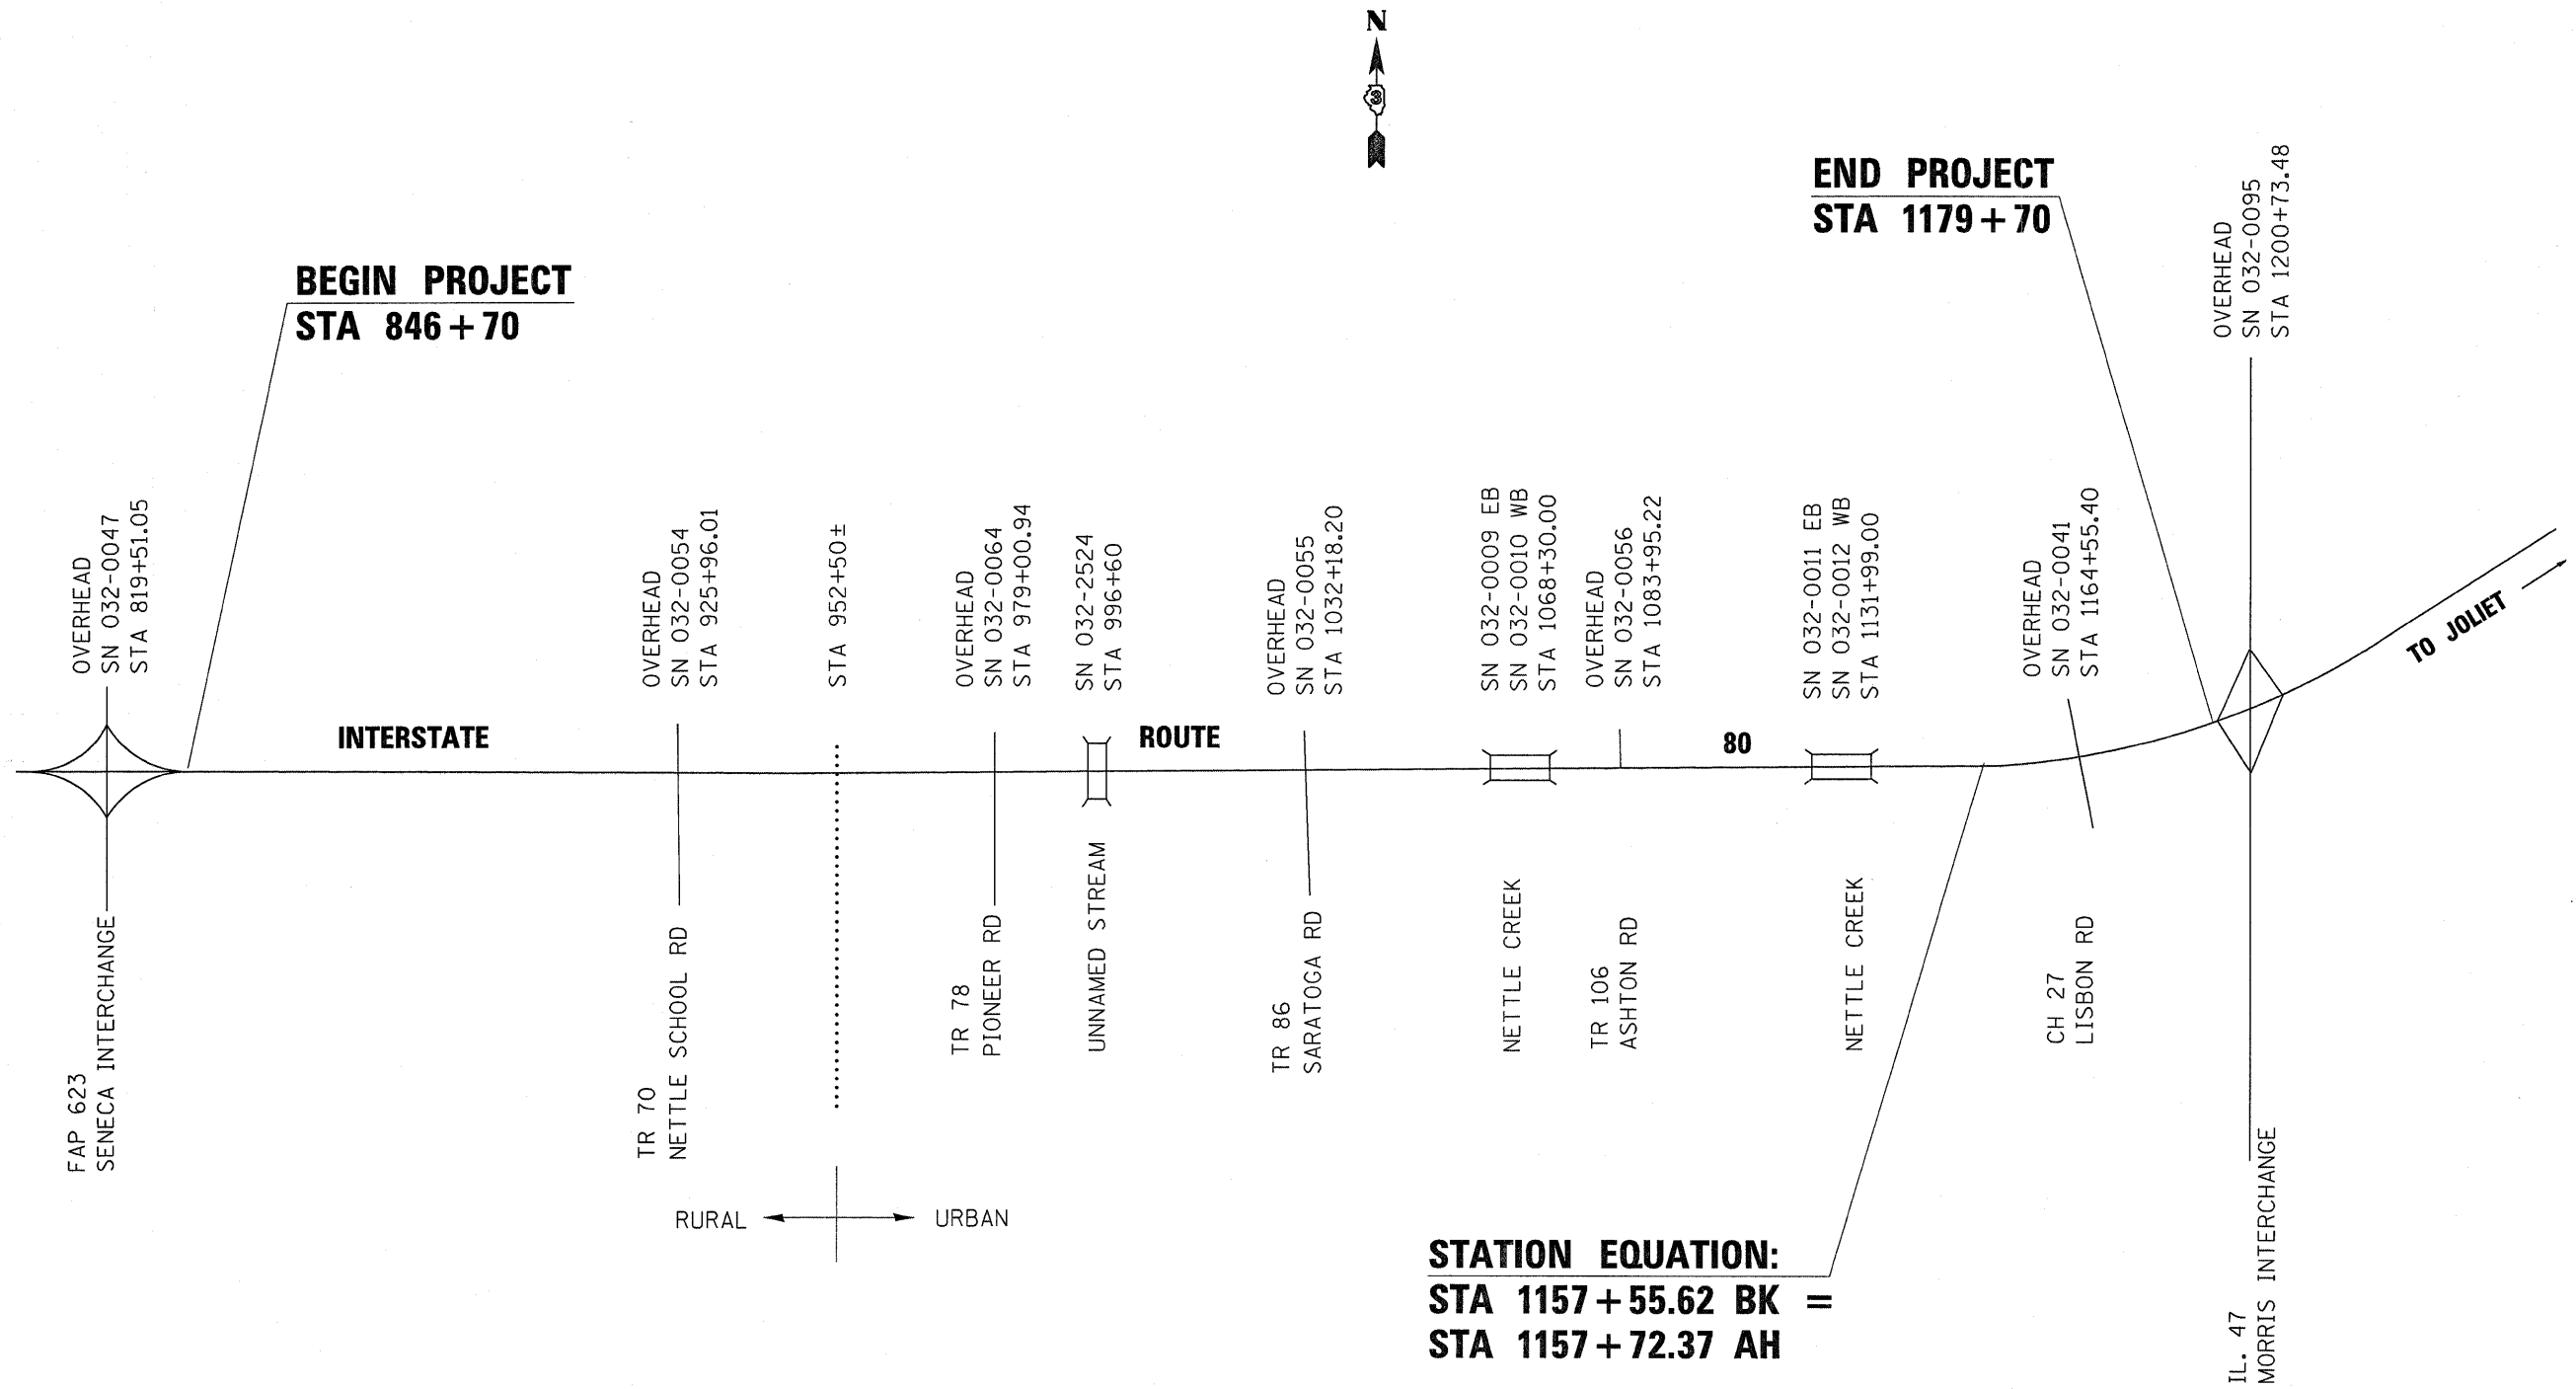 N
3
END PROJECT
STA 1179+70
OVERHEAD
SN 032-0095
STA 1200+73.48
BEGIN PROJECT
STA 846+70
OVERHEAD
SN 032-0047
STA 819+51.05
OVERHEAD
SN 032-0054
STA 925+96.01
STA 952+50±
OVERHEAD
SN 032-0064
STA 979+00.94
SN 032-2524
STA 996+60
OVERHEAD
SN 032-0055
STA 1032+18.20
SN 032-0009 EB
SN 032-0010 WB
STA 1068+30.00
OVERHEAD
SN 032-0056
STA 1083+95.22
SN 032-0011 EB
SN 032-0012 WB
STA 1131+99.00
OVERHEAD
SN 032-0041
STA 1164+55.40
TO JOLIET
INTERSTATE
ROUTE
80
FAP 623
SENECA INTERCHANGE
TR 70
NETTLE SCHOOL RD
TR 78
PIONEER RD
UNNAMED STREAM
TR 86
SARATOGA RD
NETTLE CREEK
TR 106
ASHTON RD
NETTLE CREEK
CH 27
LISBON RD
IL. 47
MORRIS INTERCHANGE
RURAL
URBAN
STATION EQUATION:
STA 1157+55.62 BK =
STA 1157+72.37 AH